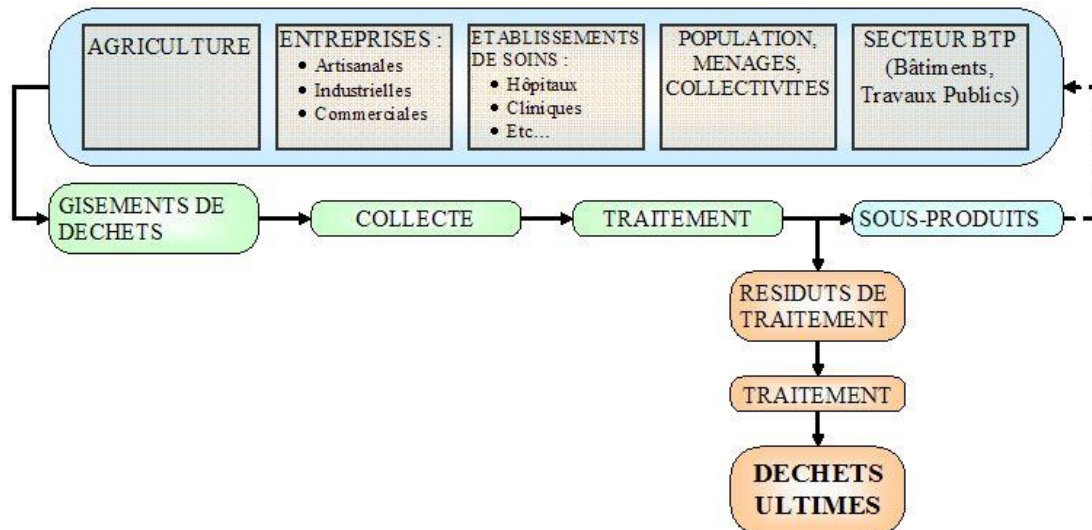 AGRICULTURE
ENTREPRISES :
• Artisanales
• Industrielles
• Commerciales
ETABLISSEMENTS
DE SOINS :
• Hôpitaux
• Cliniques
• Etc...
POPULATION,
MENAGES,
COLLECTIVITES
SECTEUR BTP
(Bâtiments,
Travaux Publics)
GISEMENTS DE
DECHETS
COLLECTE
TRAITEMENT
SOUS-PRODUITS
RESIDUTS DE
TRAITEMENT
TRAITEMENT
DECHETS
ULTIMES